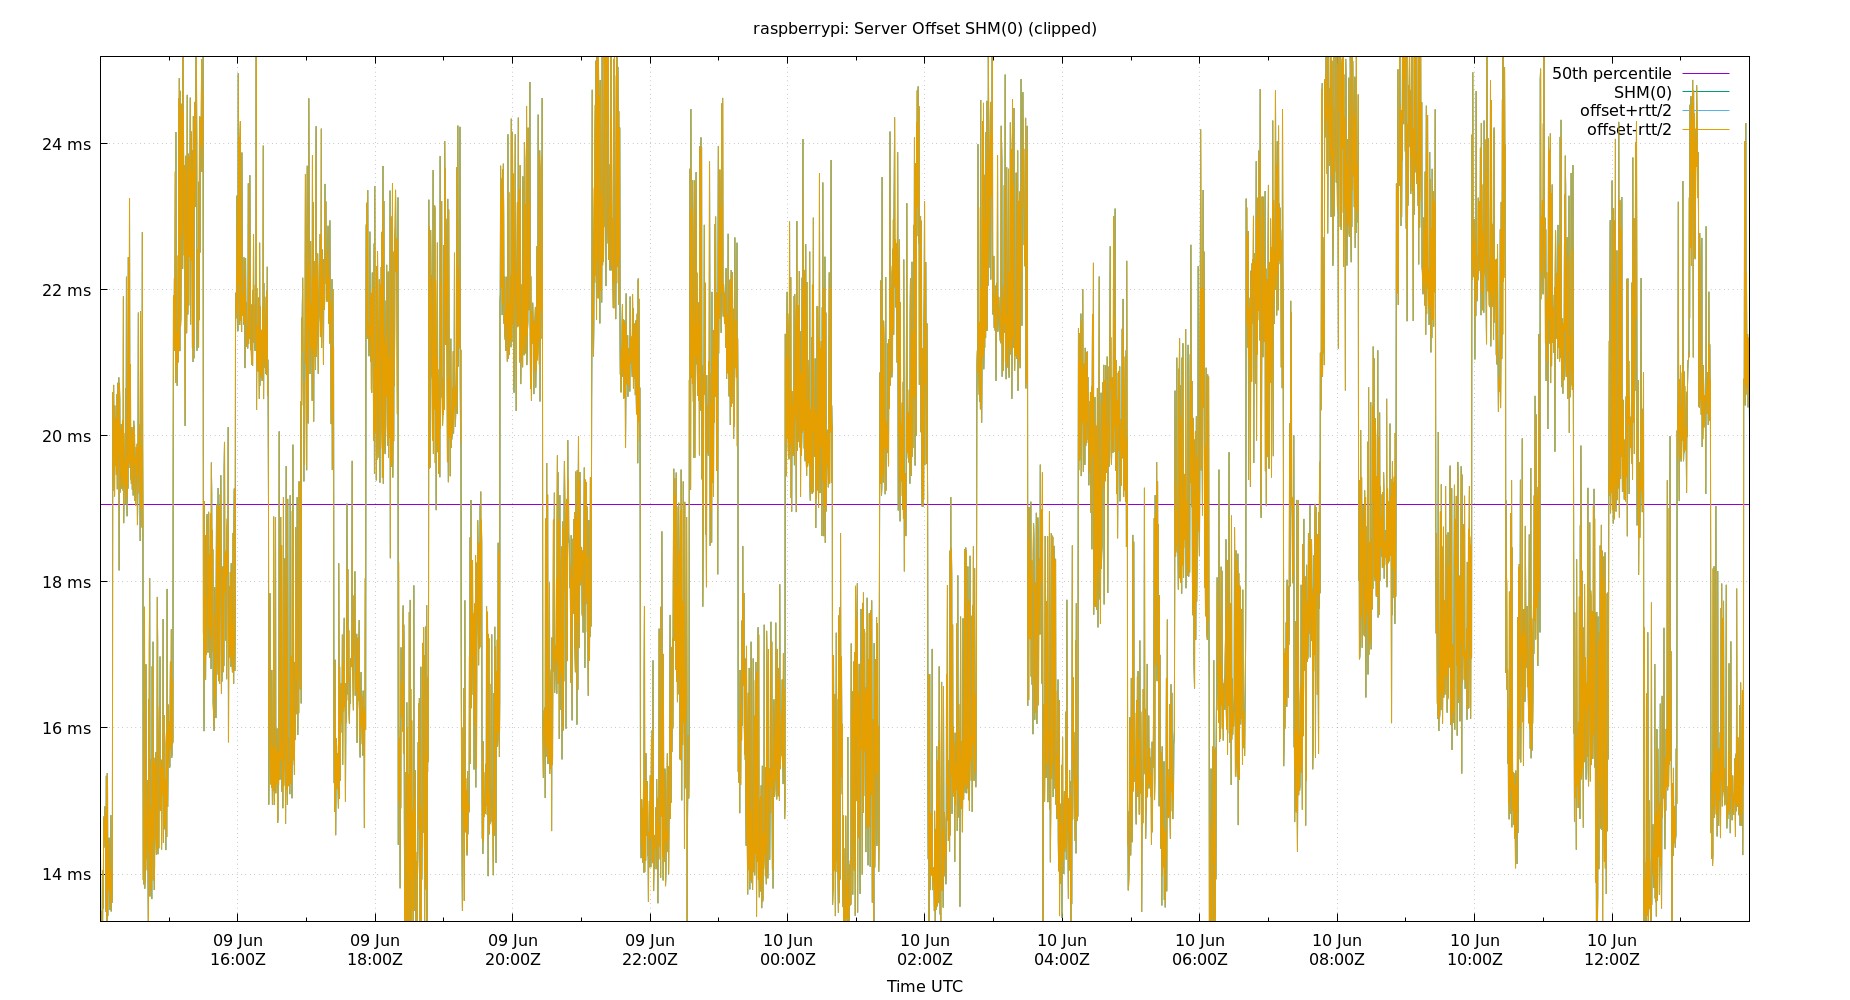 raspberrypi: Server Offset SHM(0) (clipped)
50th percentile
SHM(0)
offset+rtt/2
offset-rtt/2
24 ms
22 ms
20 ms
18 ms
16 ms
14 ms
09 Jun 09 Jun 09 Jun 09 Jun 10 Jun 10 Jun 10 Jun 10 Jun 10 Jun 10 Jun 10 Jun
16:00Z 18:00Z 20:00Z 22:00Z 00:00Z 02:00Z 04:00Z 06:00Z 08:00Z 10:00Z 12:00Z
Time UTC